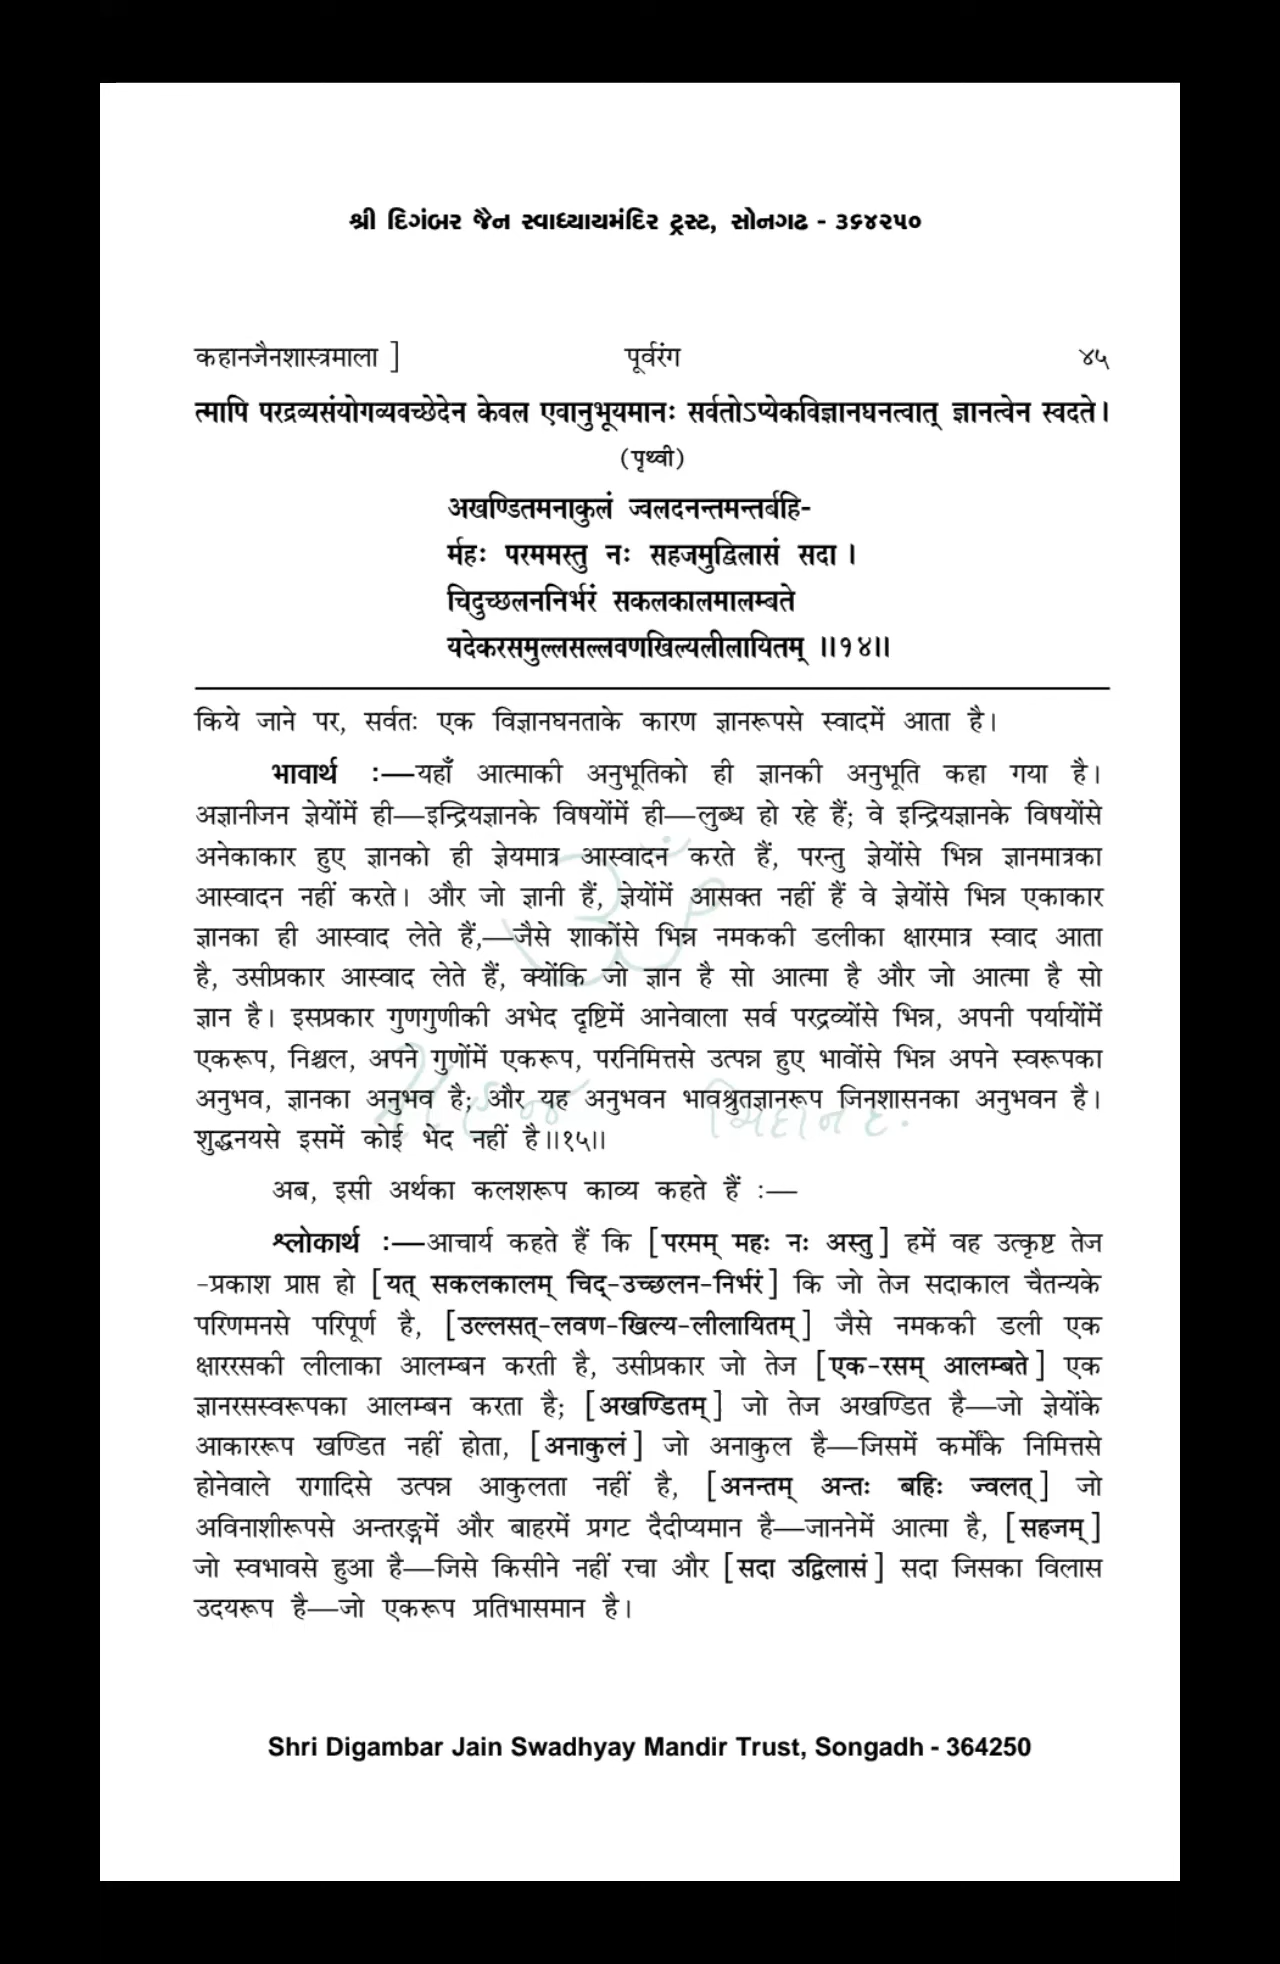 શ્રી દિગંબર જૈન સ્વાધ્યાયમંદિર ટ્રસ્ટ, સોનગઢ - ૩૬૪૨૫૦
कहानजैनशास्त्रमाला ] पूर्वरंग ४५
त्मापि परद्रव्यसंयोगव्यवच्छेदेन केवल एवानुभूयमानः सर्वतोऽप्येकविज्ञानघनत्वात् ज्ञानत्वेन स्वदते।
(पृथ्वी)
अखण्डितमनाकुलं ज्वलदनन्तमन्तर्बहि-
र्महः परममस्तु नः सहजमुद्विलासं सदा ।
चिदुच्छलननिर्भरं सकलकालमालम्बते
यदेकरसमुल्लसल्लवणखिल्यलीलायितम् ॥१४॥
किये जाने पर, सर्वतः एक विज्ञानघनताके कारण ज्ञानरूपसे स्वादमें आता है।
भावार्थ :—यहाँ आत्माकी अनुभूतिको ही ज्ञानकी अनुभूति कहा गया है।
अज्ञानीजन ज्ञेयोंमें ही—इन्द्रियज्ञानके विषयोंमें ही—लुब्ध हो रहे हैं; वे इन्द्रियज्ञानके विषयोंसे
अनेकाकार हुए ज्ञानको ही ज्ञेयमात्र आस्वादन करते हैं, परन्तु ज्ञेयोंसे भिन्न ज्ञानमात्रका
आस्वादन नहीं करते। और जो ज्ञानी हैं, ज्ञेयोंमें आसक्त नहीं हैं वे ज्ञेयोंसे भिन्न एकाकार
ज्ञानका ही आस्वाद लेते हैं,—जैसे शाकोंसे भिन्न नमककी डलीका क्षारमात्र स्वाद आता
है, उसीप्रकार आस्वाद लेते हैं, क्योंकि जो ज्ञान है सो आत्मा है और जो आत्मा है सो
ज्ञान है। इसप्रकार गुणगुणीकी अभेद दृष्टिमें आनेवाला सर्व परद्रव्योंसे भिन्न, अपनी पर्यायोंमें
एकरूप, निश्चल, अपने गुणोंमें एकरूप, परनिमित्तसे उत्पन्न हुए भावोंसे भिन्न अपने स्वरूपका
अनुभव, ज्ञानका अनुभव है; और यह अनुभवन भावश्रुतज्ञानरूप जिनशासनका अनुभवन है।
शुद्धनयसे इसमें कोई भेद नहीं है॥१५॥
अब, इसी अर्थका कलशरूप काव्य कहते हैं :—
श्लोकार्थ :—आचार्य कहते हैं कि [परमम् महः नः अस्तु] हमें वह उत्कृष्ट तेज
-प्रकाश प्राप्त हो [यत् सकलकालम् चिद्-उच्छलन-निर्भरं] कि जो तेज सदाकाल चैतन्यके
परिणमनसे परिपूर्ण है, [उल्लसत्-लवण-खिल्य-लीलायितम्] जैसे नमककी डली एक
क्षाररसकी लीलाका आलम्बन करती है, उसीप्रकार जो तेज [एक-रसम् आलम्बते] एक
ज्ञानरसस्वरूपका आलम्बन करता है; [अखण्डितम्] जो तेज अखण्डित है—जो ज्ञेयोंके
आकाररूप खण्डित नहीं होता, [अनाकुलं] जो अनाकुल है—जिसमें कर्मोंके निमित्तसे
होनेवाले रागादिसे उत्पन्न आकुलता नहीं है, [अनन्तम् अन्तः बहिः ज्वलत्] जो
अविनाशीरूपसे अन्तरङ्गमें और बाहरमें प्रगट दैदीप्यमान है—जाननेमें आत्मा है, [सहजम्]
जो स्वभावसे हुआ है—जिसे किसीने नहीं रचा और [सदा उद्विलासं] सदा जिसका विलास
उदयरूप है—जो एकरूप प्रतिभासमान है।
Shri Digambar Jain Swadhyay Mandir Trust, Songadh - 364250